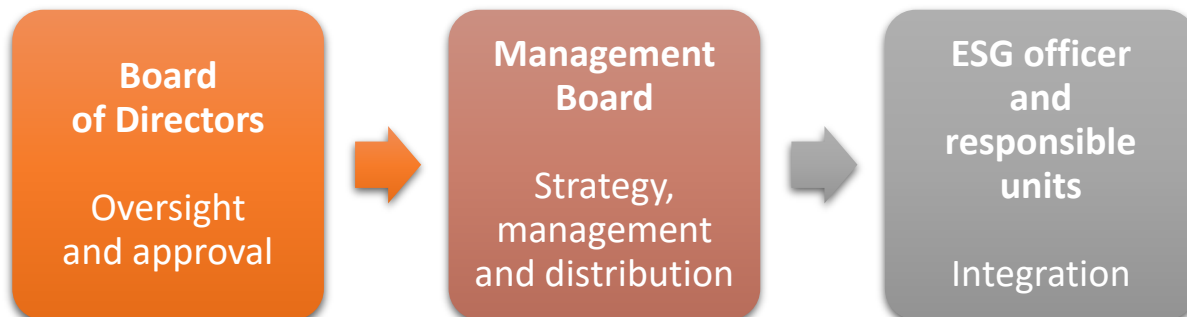 Board
of Directors
Oversight
and approval
Management
Board
Strategy,
management
and distribution
ESG officer
and
responsible
units
Integration